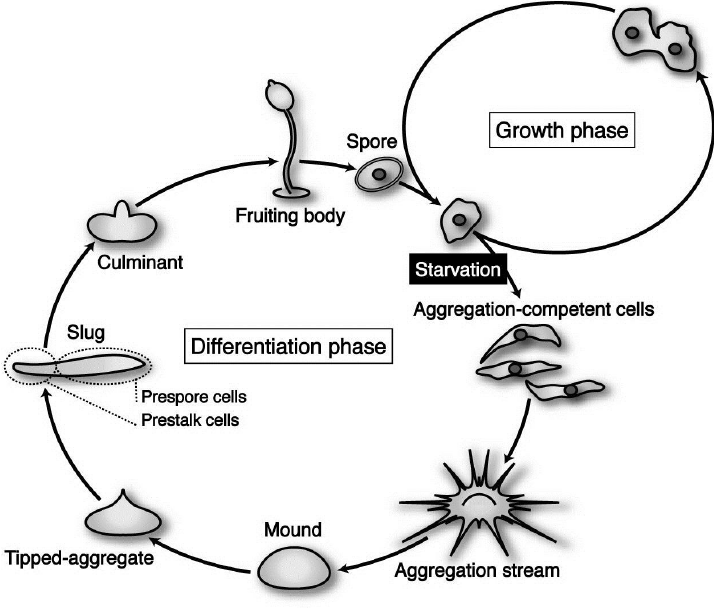 Growth phase
Spore
Fruiting body
Culminant
Starvation
Aggregation-competent cells
Slug
Differentiation phase
Prespore cells
Prestalk cells
Mound
Tipped-aggregate
Aggregation stream